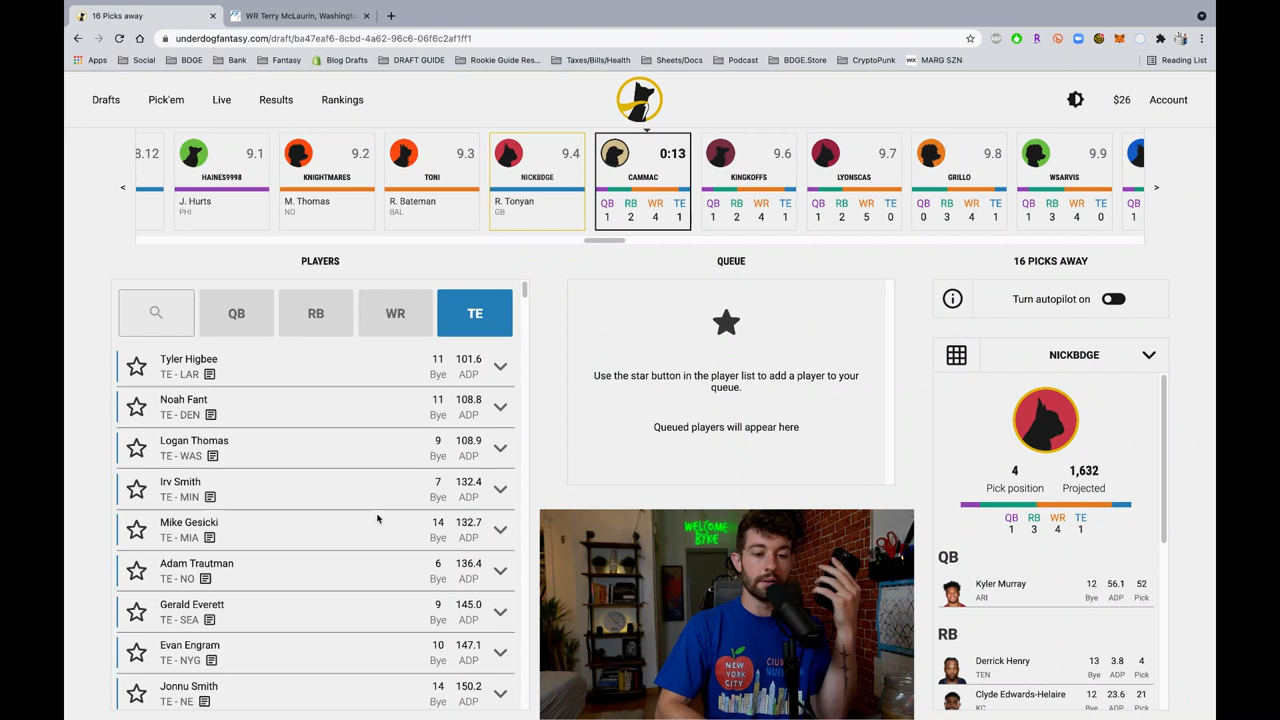 16 Picks away
WR Terry McLaurin, Washingto
underdogfantasy.com/draft/ba47eaf6-8cbd-4a62-96c6-06f6c2af1ff1
Apps Social BDGE Bank Fantasy Blog Drafts DRAFT GUIDE Rookie Guide Res... Taxes/Bills/Health Sheets/Docs Podcast BDGE.Store CryptoPunk MARG SZN Reading List
Drafts Pick'em Live Results Rankings $26 Account
8.12 9.1 9.2 9.3 9.4 0:13 9.6 9.7 9.8 9.9
HAINES9998 KNIGHTMARES TONI NICKBDGE CAMMAC KINGKOFFS LYONSCAS GRILLO WSARVIS
J. Hurts M. Thomas R. Bateman R. Tonyan QB RB WR TE QB RB WR TE QB RB WR TE QB RB WR TE QB RB WR TE QB
PHI NO BAL GB 1 2 4 1 1 2 4 1 1 2 5 0 0 3 4 1 1 3 4 0 1
PLAYERS
QB RB WR TE
Tyler Higbee 11 101.6
TE - LAR Bye ADP
Noah Fant 11 108.8
TE - DEN Bye ADP
Logan Thomas 9 108.9
TE - WAS Bye ADP
Irv Smith 7 132.4
TE - MIN Bye ADP
Mike Gesicki 14 132.7
TE - MIA Bye ADP
Adam Trautman 6 136.4
TE - NO Bye ADP
Gerald Everett 9 145.0
TE - SEA Bye ADP
Evan Engram 10 147.1
TE - NYG Bye ADP
Jonnu Smith 14 150.2
TE - NE Bye ADP
QUEUE
Use the star button in the player list to add a player to your
queue.
Queued players will appear here
WELCOME
BYKE
NEW
YORK
CITY
16 PICKS AWAY
Turn autopilot on
NICKBDGE
4 1,632
Pick position Projected
QB RB WR TE
1 3 4 1
QB
Kyler Murray 12 56.1 52
ARI Bye ADP Pick
RB
Derrick Henry 13 3.8 4
TEN Bye ADP Pick
Clyde Edwards-Helaire 12 23.6 21
KC Bye ADP Pick